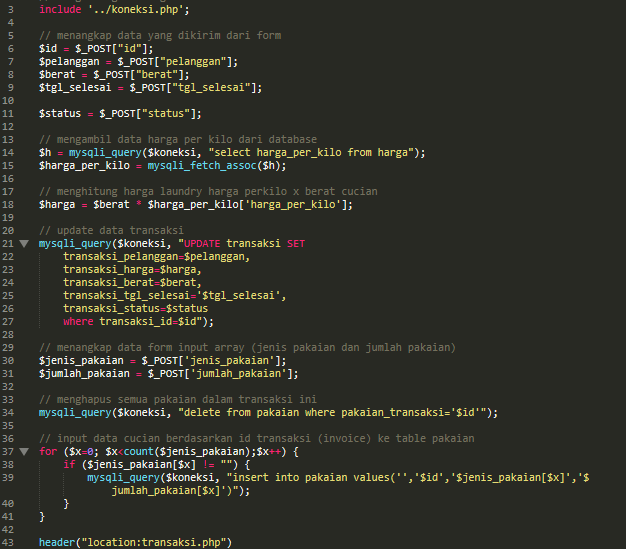 3 include '../koneksi.php';
4
5 // menangkap data yang dikirim dari form
6 $id = $_POST["id"];
7 $pelanggan = $_POST["pelanggan"];
8 $berat = $_POST["berat"];
9 $tgl_selesai = $_POST["tgl_selesai"];
10
11 $status = $_POST["status"];
12
13 // mengambil data harga per kilo dari database
14 $h = mysqli_query($koneksi, "select harga_per_kilo from harga");
15 $harga_per_kilo = mysqli_fetch_assoc($h);
16
17 // menghitung harga laundry harga perkilo x berat cucian
18 $harga = $berat * $harga_per_kilo['harga_per_kilo'];
19
20 // update data transaksi
21 mysqli_query($koneksi, "UPDATE transaksi SET
22 transaksi_pelanggan=$pelanggan,
23 transaksi_harga=$harga,
24 transaksi_berat=$berat,
25 transaksi_tgl_selesai='$tgl_selesai',
26 transaksi_status=$status
27 where transaksi_id=$id");
28
29 // menangkap data form input array (jenis pakaian dan jumlah pakaian)
30 $jenis_pakaian = $_POST['jenis_pakaian'];
31 $jumlah_pakaian = $_POST['jumlah_pakaian'];
32
33 // menghapus semua pakaian dalam transaksi ini
34 mysqli_query($koneksi, "delete from pakaian where pakaian_transaksi='$id'");
35
36 // input data cucian berdasarkan id transaksi (invoice) ke table pakaian
37 for ($x=0; $x<count($jenis_pakaian);$x++) {
38 if ($jenis_pakaian[$x] != "") {
39 mysqli_query($koneksi, "insert into pakaian values('','$id','$jenis_pakaian[$x]','$
jumlah_pakaian[$x]')");
40 }
41 }
42
43 header("location:transaksi.php")